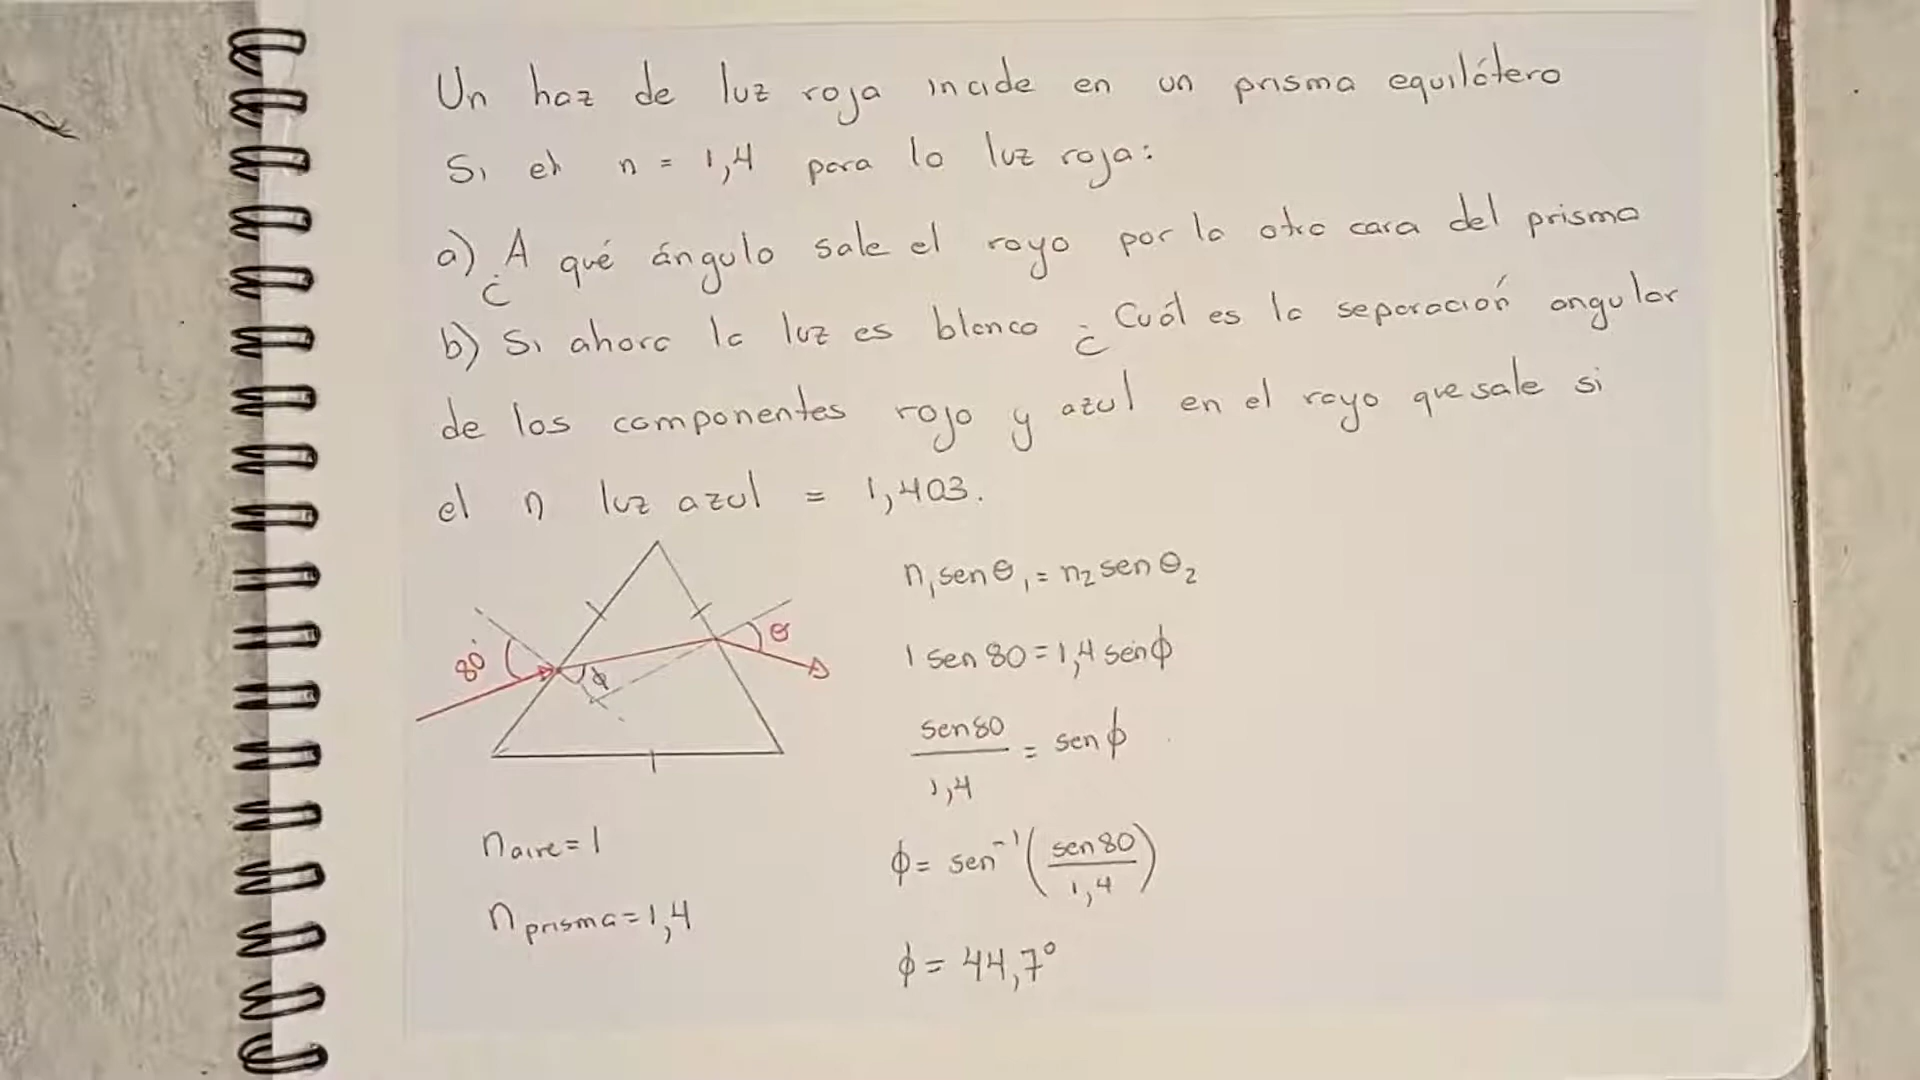 Un haz de luz roja incide en un prisma equilátero
Si el n = 1,4 para la luz roja:
a) ¿A qué ángulo sale el rayo por la otra cara del prisma
b) Si ahora la luz es blanca ¿Cuál es la separación angular
de los componentes rojo y azul en el rayo que sale si
el n luz azul = 1,403.
80°
ϕ
θ
n aire = 1
n prisma = 1,4
n₁ sen θ₁ = n₂ sen θ₂
1 sen 80 = 1,4 sen ϕ
sen 80 / 1,4 = sen ϕ
ϕ = sen⁻¹ (sen 80 / 1,4)
ϕ = 44,7°